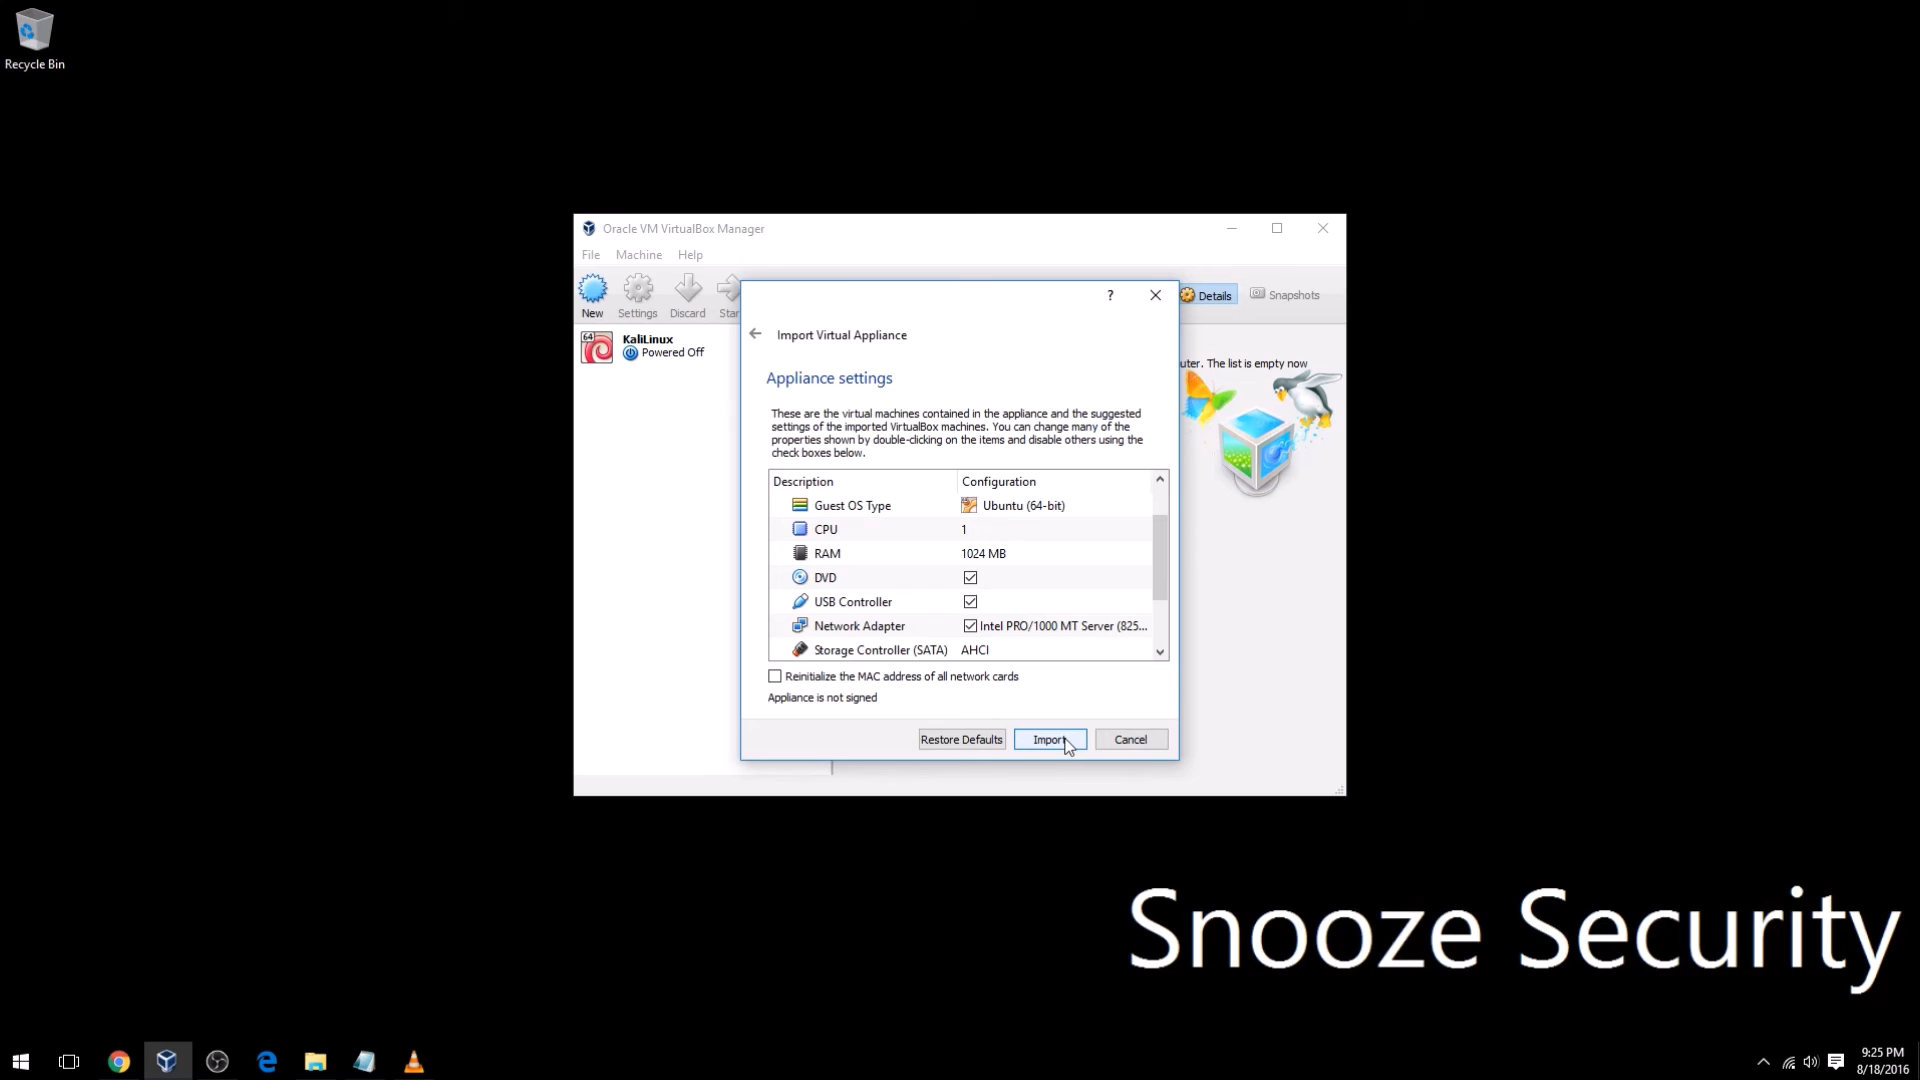 Recycle Bin
Oracle VM VirtualBox Manager
File Machine Help
New Settings Discard Star
Details Snapshots
KaliLinux
64
Powered Off
uter. The list is empty now
?
Import Virtual Appliance
Appliance settings
These are the virtual machines contained in the appliance and the suggested
settings of the imported VirtualBox machines. You can change many of the
properties shown by double-clicking on the items and disable others using the
check boxes below.
Description Configuration
Guest OS Type Ubuntu (64-bit)
CPU 1
RAM 1024 MB
DVD
USB Controller
Network Adapter Intel PRO/1000 MT Server (825...
Storage Controller (SATA) AHCI
Reinitialize the MAC address of all network cards
Appliance is not signed
Restore Defaults Import Cancel
Snooze Security
9:25 PM
8/18/2016